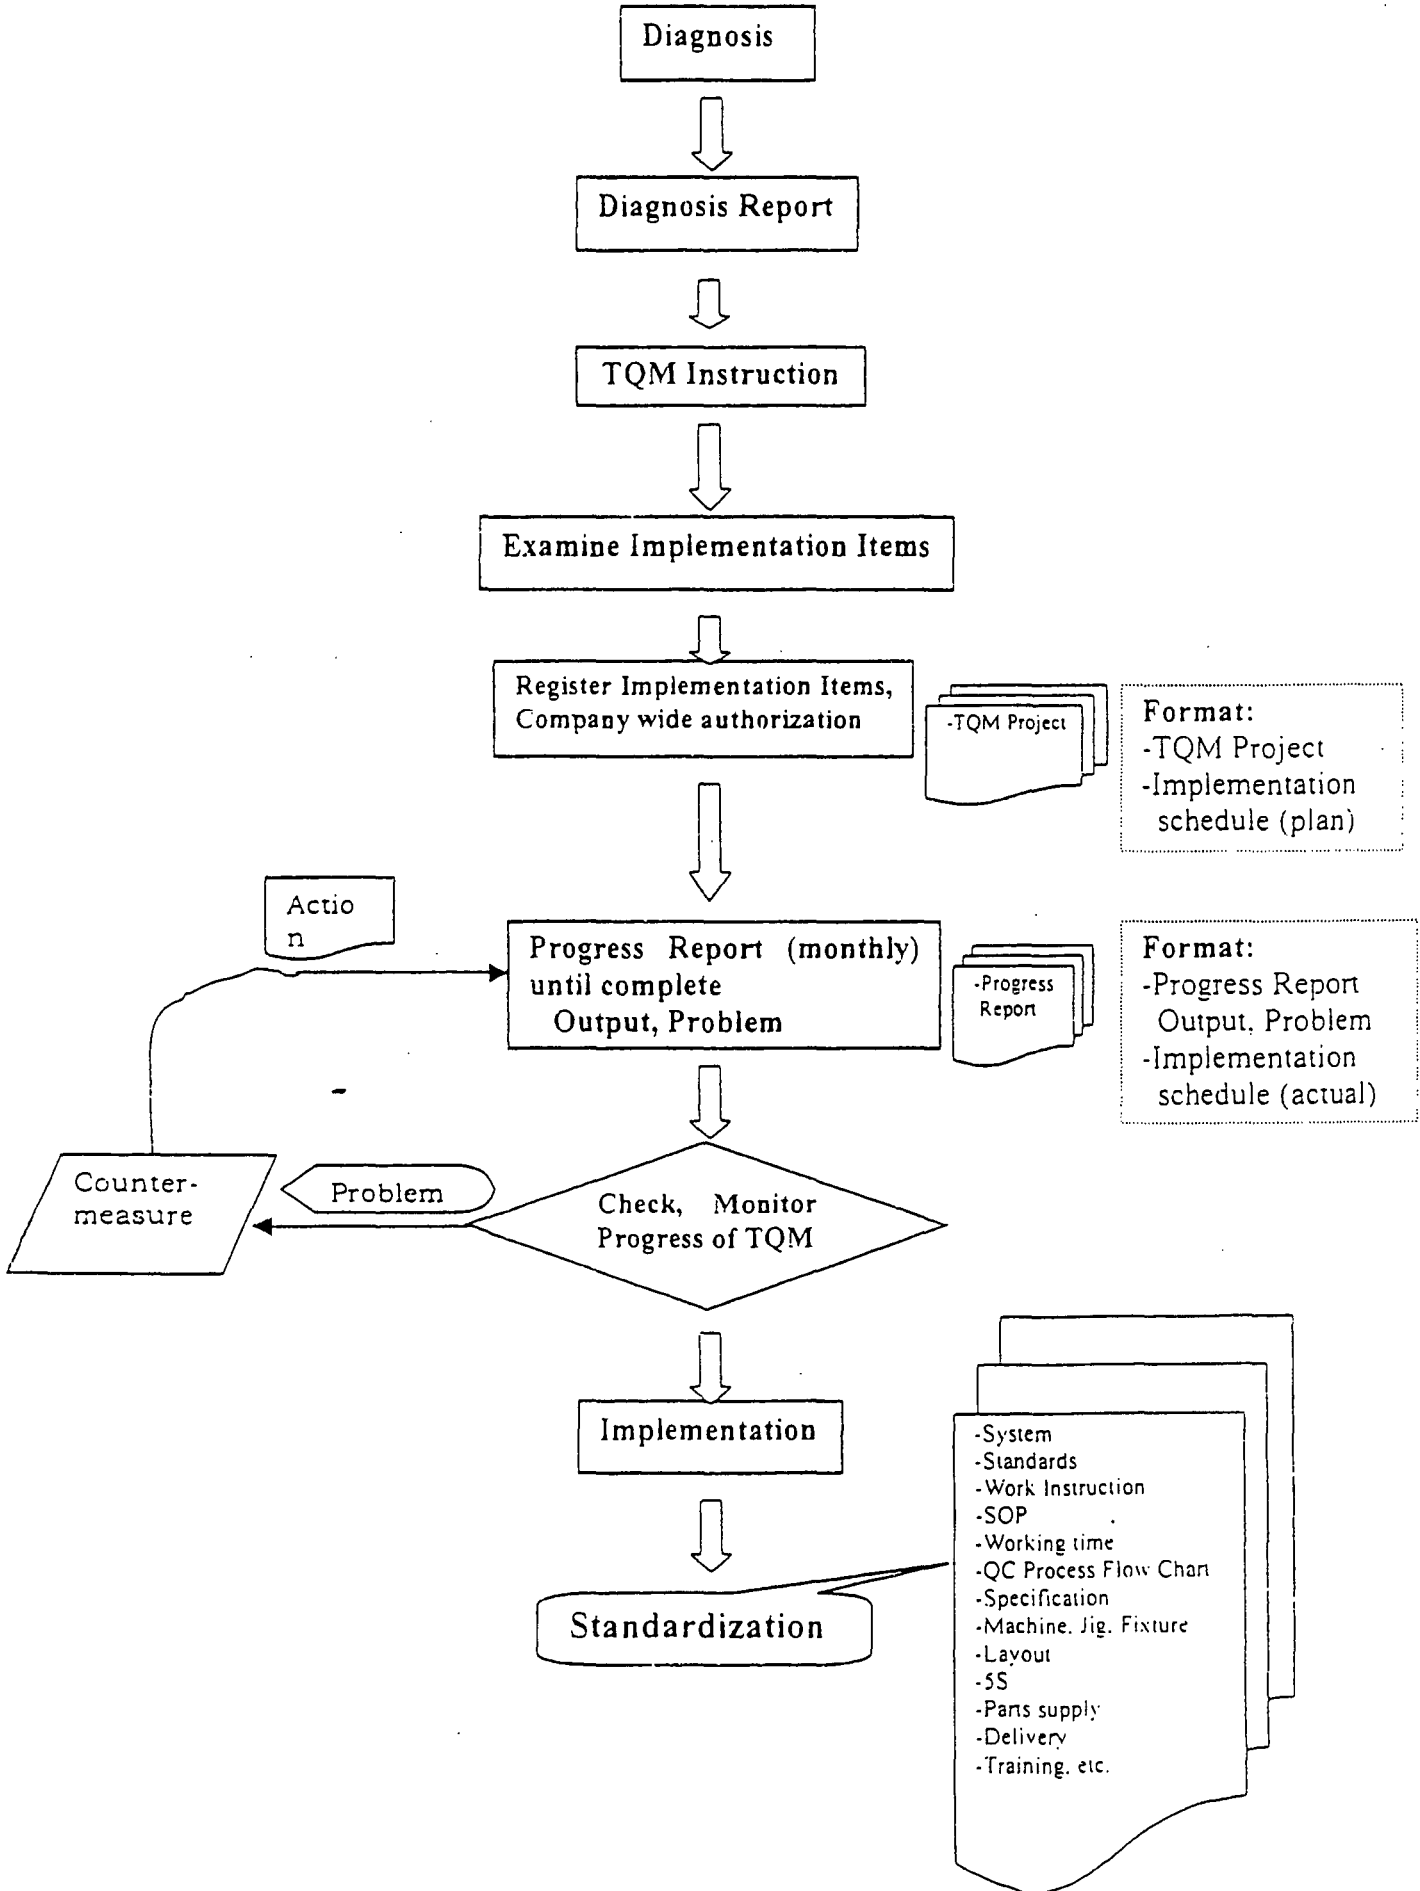 Diagnosis
Diagnosis Report
TQM Instruction
Examine Implementation Items
Register Implementation Items,
Company wide authorization
-TQM Project
Format:
-TQM Project
-Implementation
schedule (plan)
Actio
n
Progress Report (monthly)
until complete
Output, Problem
-Progress
Report
Format:
-Progress Report
Output, Problem
-Implementation
schedule (actual)
Counter-
measure
Problem
Check, Monitor
Progress of TQM
Implementation
Standardization
-System
-Standards
-Work Instruction
-SOP
-Working time
-QC Process Flow Chart
-Specification
-Machine, Jig, Fixture
-Layout
-5S
-Parts supply
-Delivery
-Training, etc.